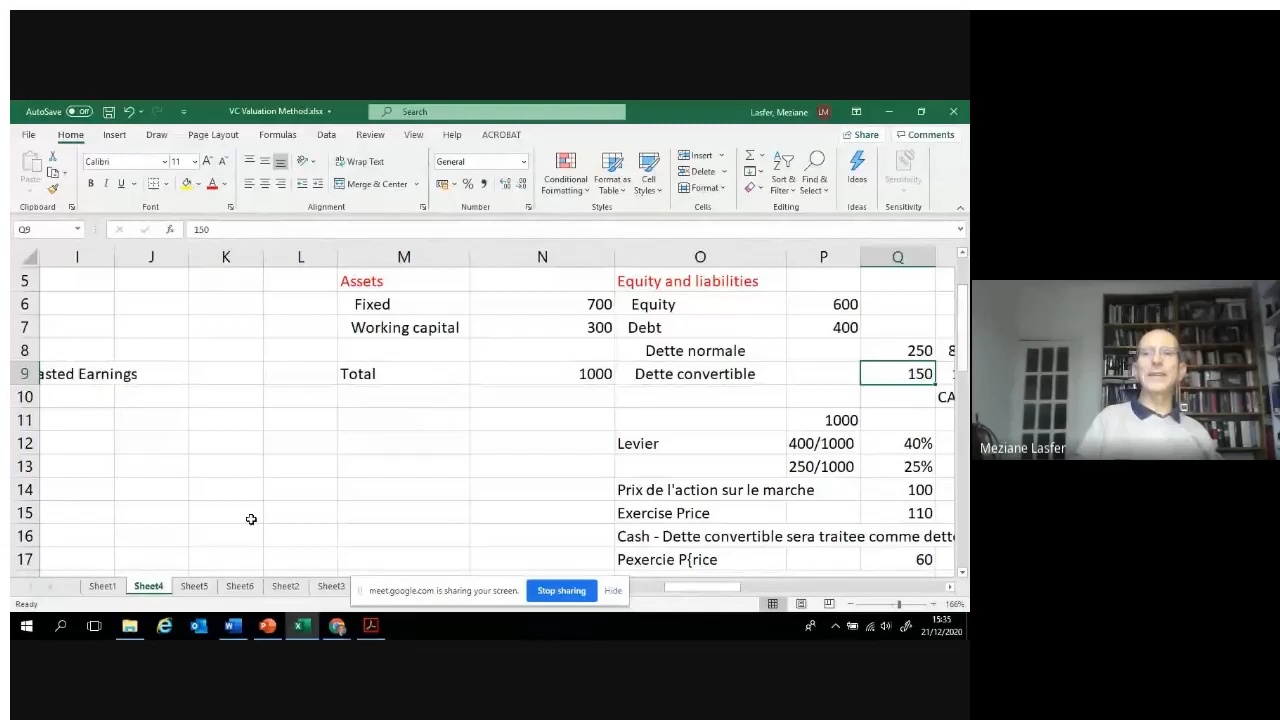 AutoSave Off VC Valuation Method.xlsx Search Lasfer, Meziane LM
File Home Insert Draw Page Layout Formulas Data Review View Help ACROBAT Share Comments
Paste Calibri 11 Wrap Text General Conditional Formatting Format as Table Cell Styles Insert Sort & Filter Find & Select Ideas Sensitivity
B I U Merge & Center Delete
Format
Clipboard Font Alignment Number Styles Cells Editing Ideas Sensitivity
Q9 fx 150
I J K L M N O P Q
5 Assets Equity and liabilities
6 Fixed 700 Equity 600
7 Working capital 300 Debt 400
8 Dette normale 250 8
9 asted Earnings Total 1000 Dette convertible 150
10 CA
11 1000
12 Levier 400/1000 40%
13 250/1000 25%
14 Prix de l'action sur le marche 100
15 Exercise Price 110
16 Cash - Dette convertible sera traitee comme dett
17 Pexercie P{rice 60
Sheet1 Sheet4 Sheet5 Sheet6 Sheet2 Sheet3 meet.google.com is sharing your screen. Stop sharing Hide
Ready 166%
15:35
21/12/2020
Meziane Lasfer